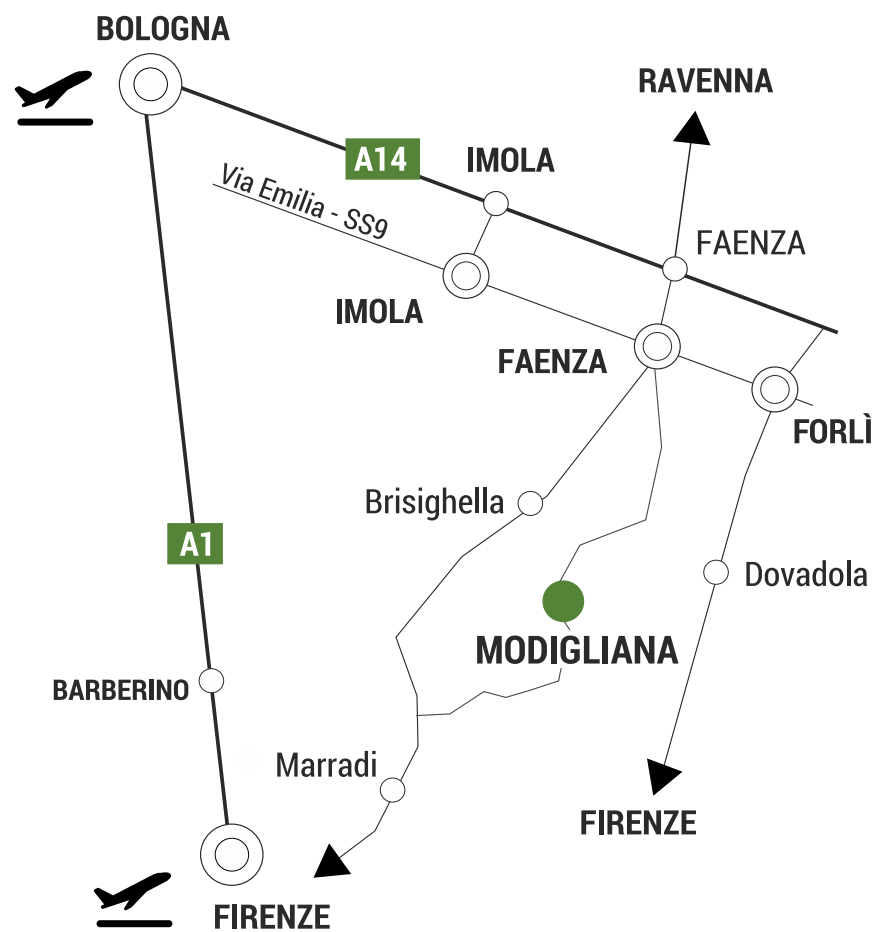 BOLOGNA
RAVENNA
A14
IMOLA
Via Emilia - SS9
FAENZA
IMOLA
FAENZA
FORLÌ
Brisighella
A1
Dovadola
MODIGLIANA
BARBERINO
Marradi
FIRENZE
FIRENZE